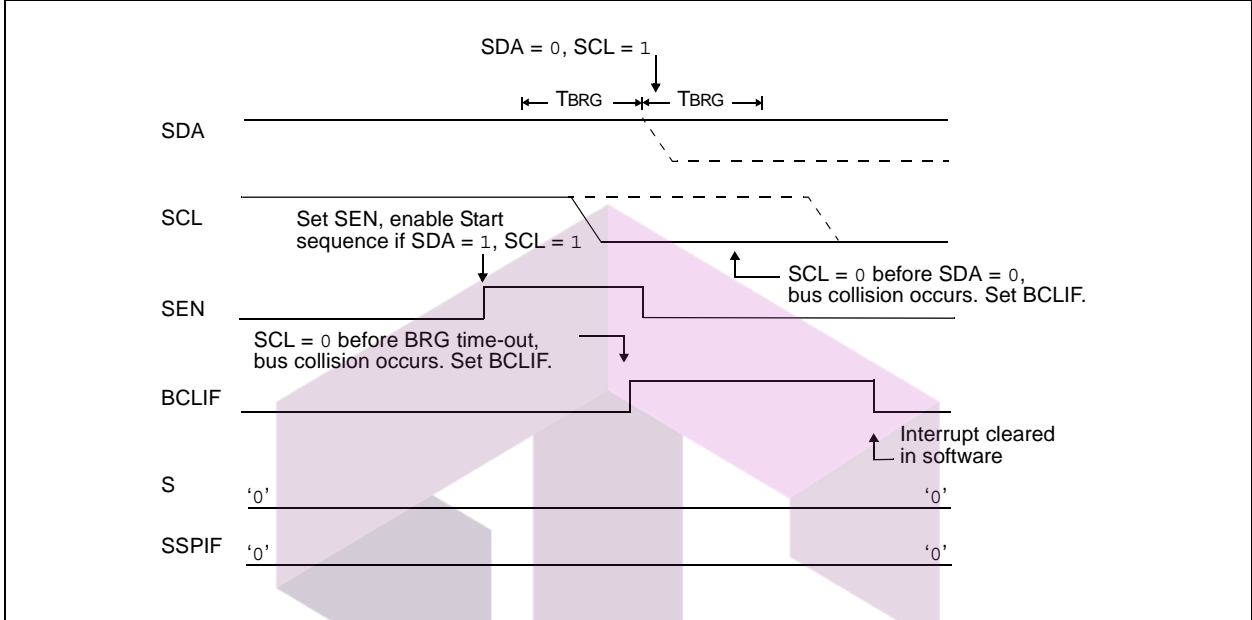 SDA = 0, SCL = 1
TBRG TBRG
SDA
SCL
Set SEN, enable Start
sequence if SDA = 1, SCL = 1
SCL = 0 before SDA = 0,
bus collision occurs. Set BCLIF.
SEN
SCL = 0 before BRG time-out,
bus collision occurs. Set BCLIF.
BCLIF
Interrupt cleared
in software
S
‘0’ ‘0’
SSPIF
‘0’ ‘0’